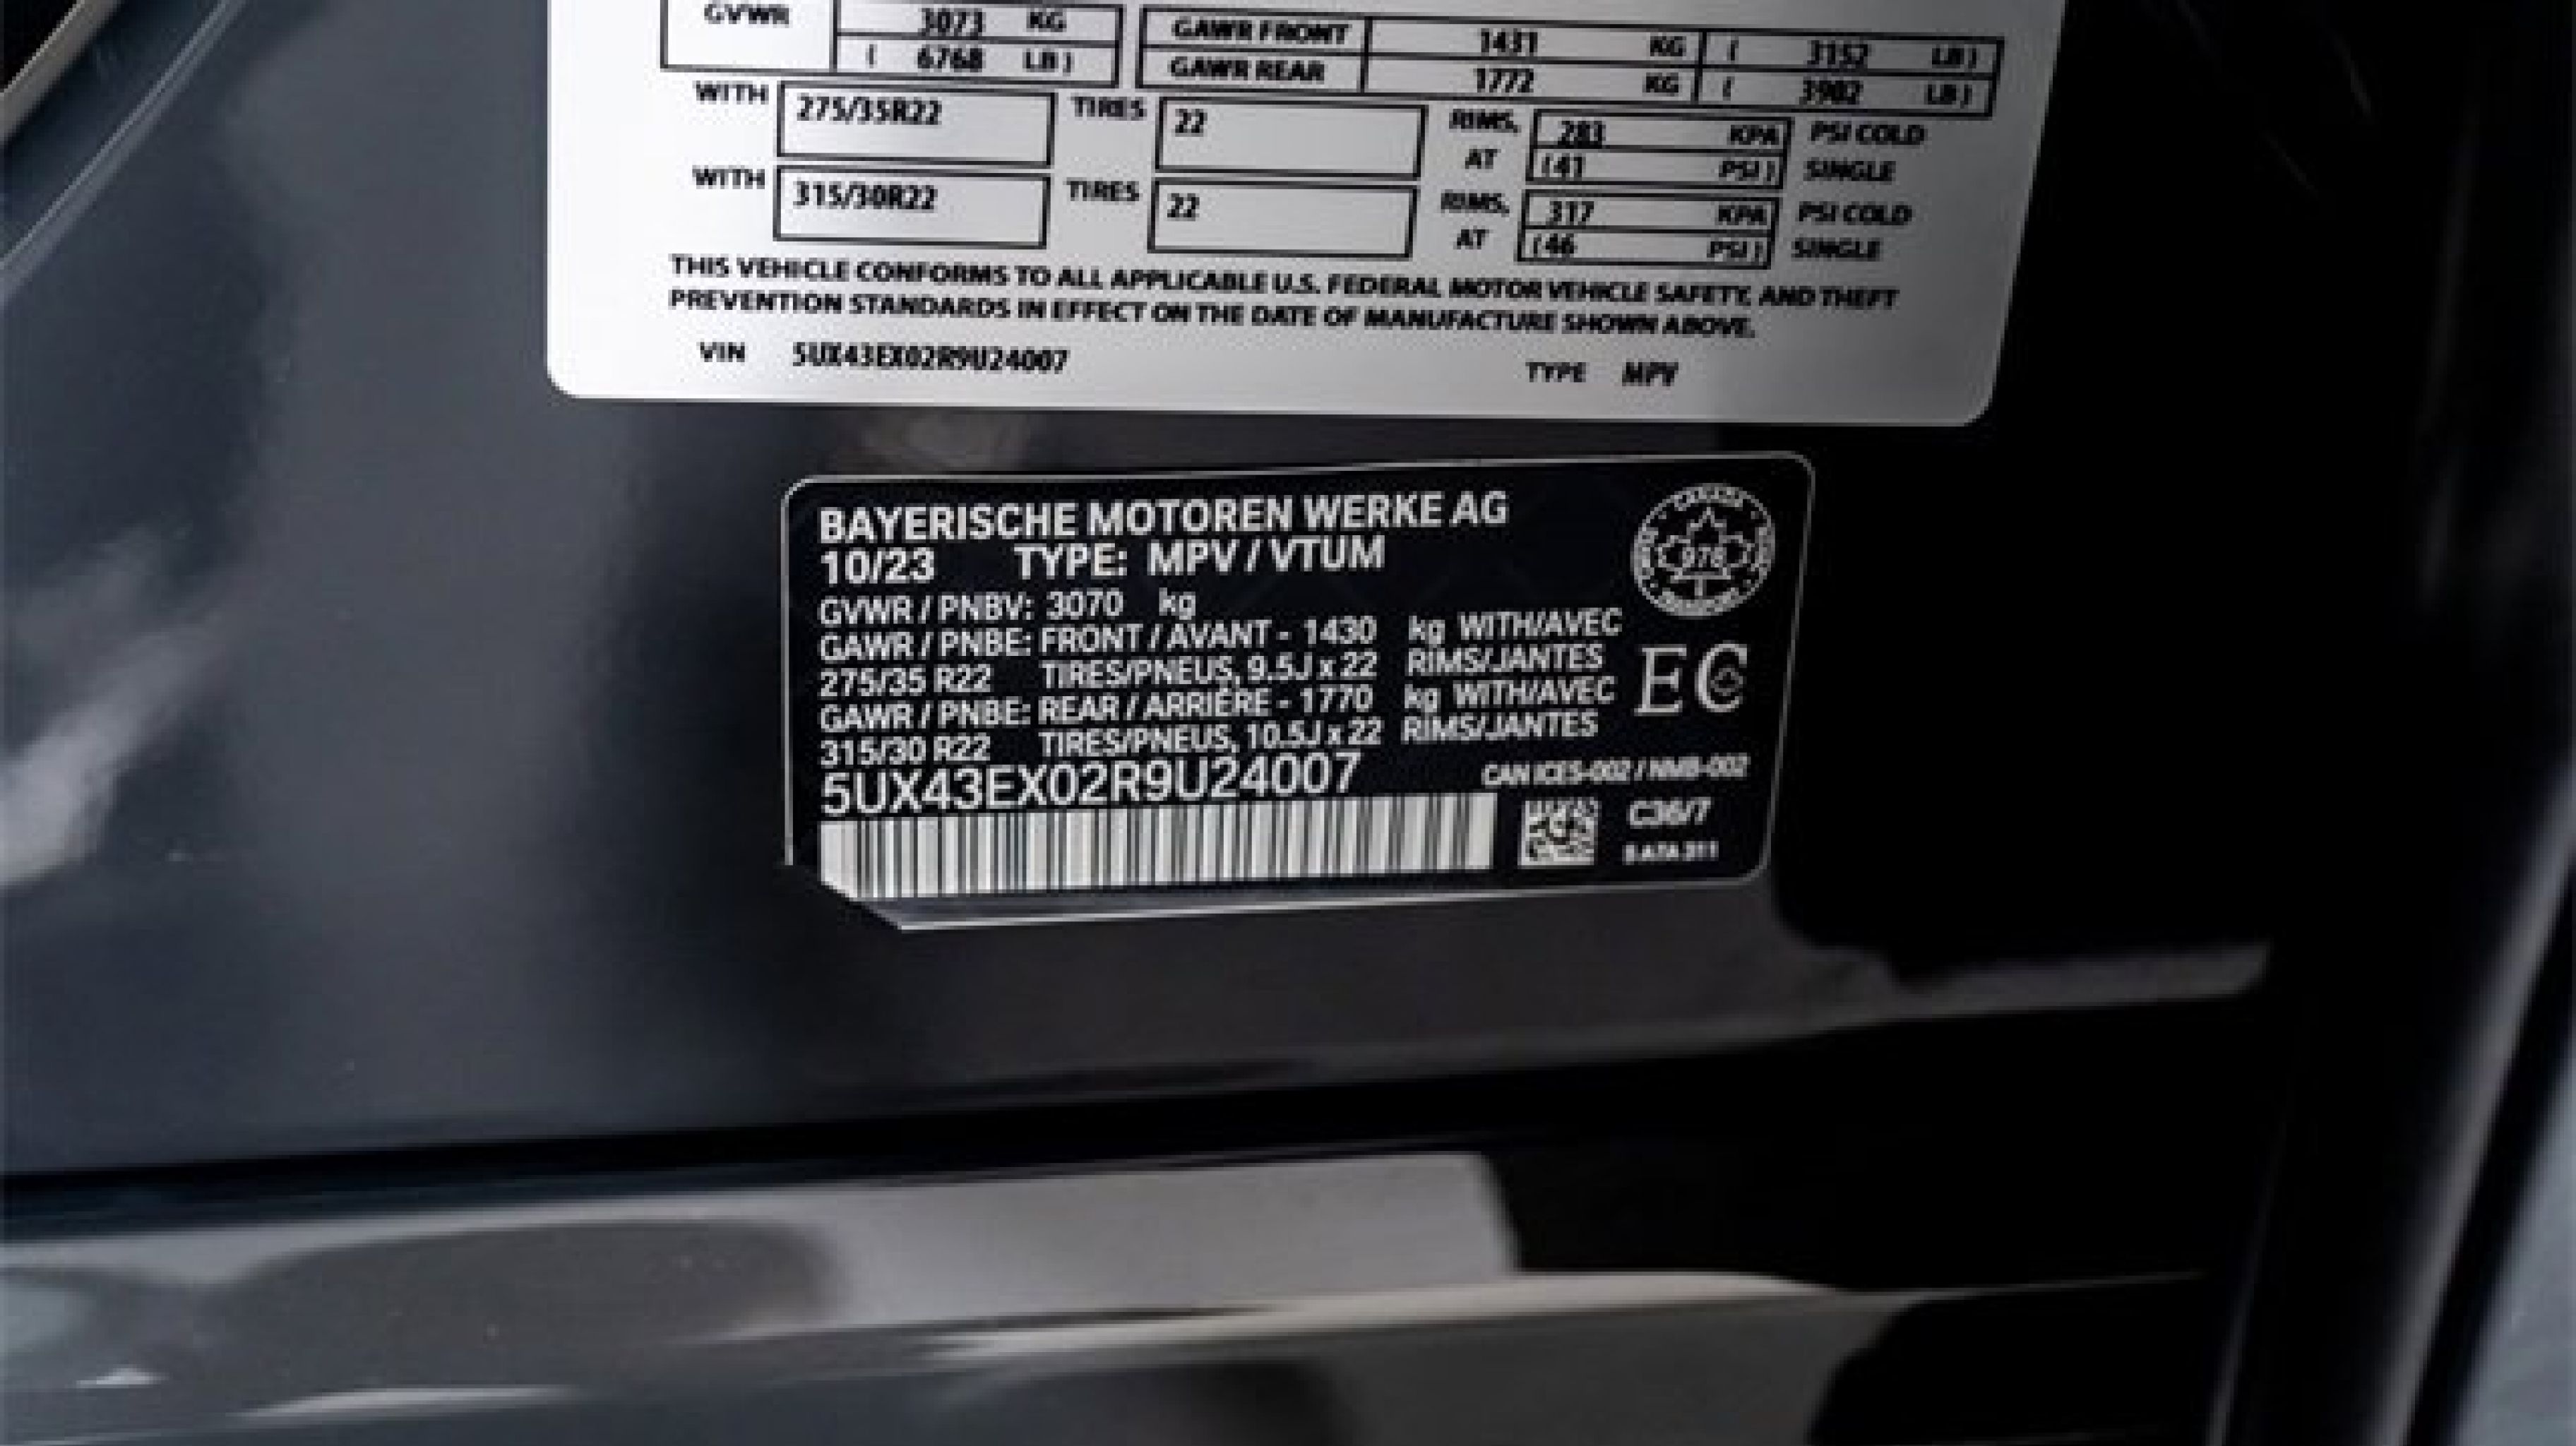 GVWR 3073 KG GAWR FRONT 1431 KG ( 3152 LB )
( 6768 LB ) GAWR REAR 1772 KG ( 3902 LB )
WITH 275/35R22 TIRES 22 RIMS, 283 KPA PSI COLD
AT (41 PSI) SINGLE
WITH 315/30R22 TIRES 22 RIMS, 317 KPA PSI COLD
AT (46 PSI) SINGLE
THIS VEHICLE CONFORMS TO ALL APPLICABLE U.S. FEDERAL MOTOR VEHICLE SAFETY, AND THEFT
PREVENTION STANDARDS IN EFFECT ON THE DATE OF MANUFACTURE SHOWN ABOVE.
VIN 5UX43EX02R9U24007 TYPE MPV
BAYERISCHE MOTOREN WERKE AG
10/23 TYPE: MPV / VTUM
GVWR / PNBV: 3070 kg
GAWR / PNBE: FRONT / AVANT - 1430 kg WITH/AVEC
275/35 R22 TIRES/PNEUS, 9.5J x 22 RIMS/JANTES
GAWR / PNBE: REAR / ARRIÈRE - 1770 kg WITH/AVEC
315/30 R22 TIRES/PNEUS, 10.5J x 22 RIMS/JANTES
5UX43EX02R9U24007
CANADA
978
TRANSPORT
EC
CAN ICES-002 / NMB-002
C36/7